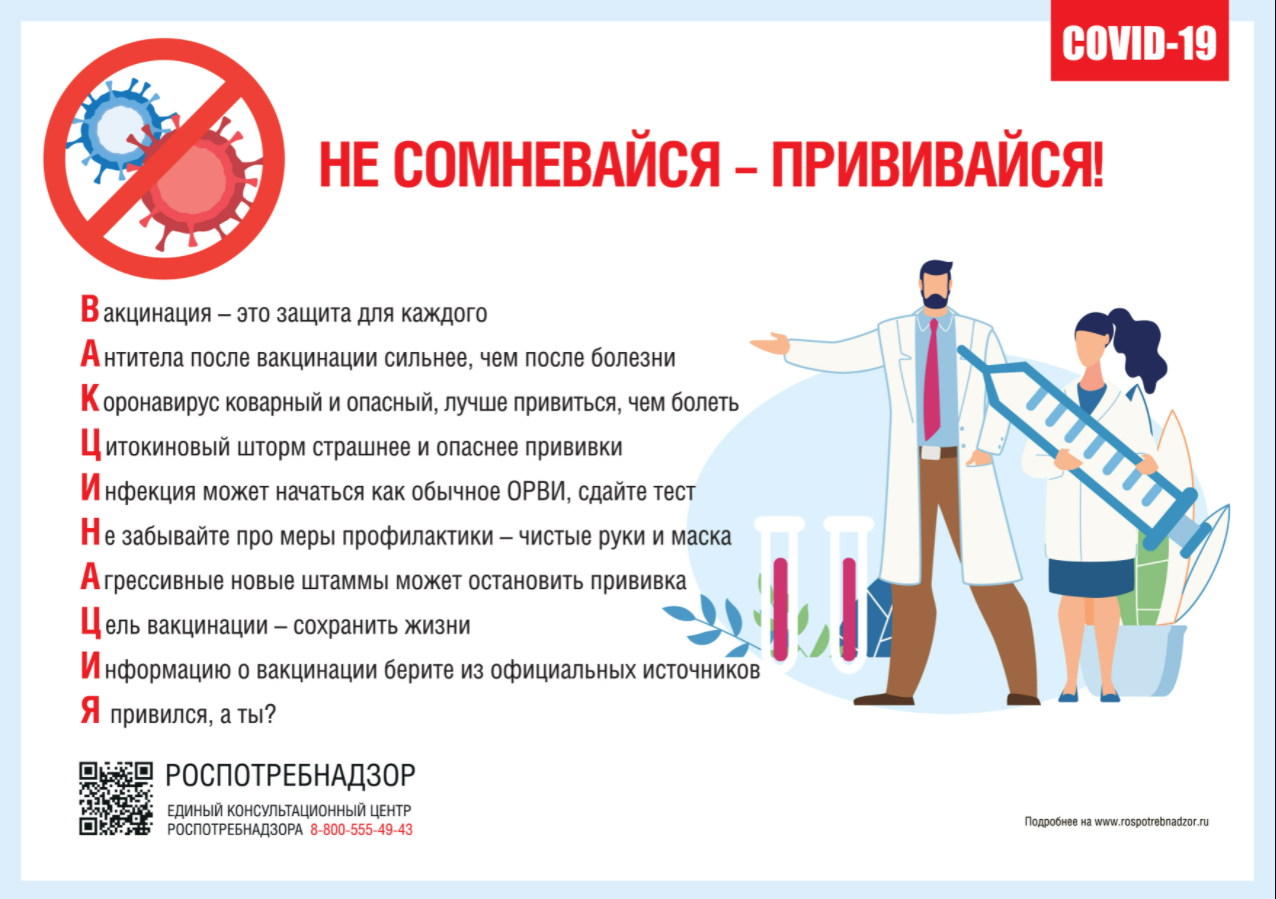 COVID-19
НЕ СОМНЕВАЙСЯ – ПРИВИВАЙСЯ!
Вакцинация – это защита для каждого
Антитела после вакцинации сильнее, чем после болезни
Коронавирус коварный и опасный, лучше привиться, чем болеть
Цитокиновый шторм страшнее и опаснее прививки
Инфекция может начаться как обычное ОРВИ, сдайте тест
Не забывайте про меры профилактики – чистые руки и маска
Агрессивные новые штаммы может остановить прививка
Цель вакцинации – сохранить жизни
Информацию о вакцинации берите из официальных источников
Я привился, а ты?
РОСПОТРЕБНАДЗОР
ЕДИНЫЙ КОНСУЛЬТАЦИОННЫЙ ЦЕНТР
РОСПОТРЕБНАДЗОРА 8-800-555-49-43
Подробнее на www.rospotrebnadzor.ru